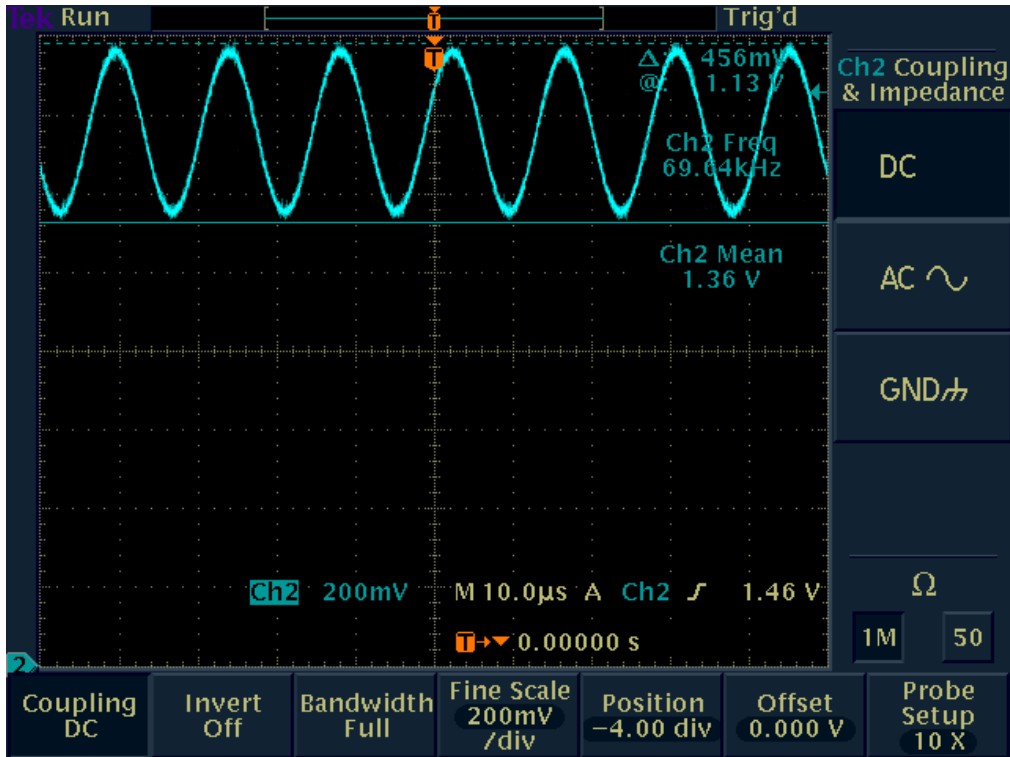 Tek Run Trig'd
T
T
Δ: 456mV
@: 1.13 V
Ch2 Coupling
& Impedance
Ch2 Freq
69.64kHz
DC
Ch2 Mean
1.36 V
AC
GND
Ch2 200mV M 10.0µs A Ch2 1.46 V
Ω
T 0.00000 s
1M 50
2
Coupling
DC
Invert
Off
Bandwidth
Full
Fine Scale
200mV
/div
Position
−4.00 div
Offset
0.000 V
Probe
Setup
10 X